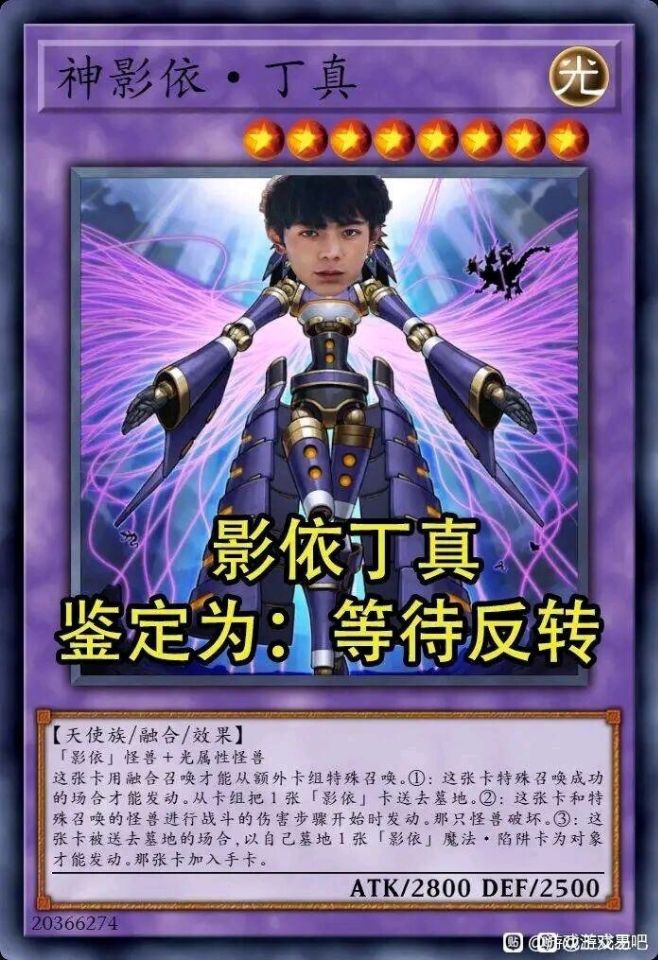 神影依·丁真
光
影依丁真
鉴定为：等待反转
【天使族/融合/效果】
「影依」怪兽＋光属性怪兽
这张卡用融合召唤才能从额外卡组特殊召唤。①：这张卡特殊召唤成功
的场合才能发动。从卡组把1张「影依」卡送去墓地。②：这张卡和特
殊召唤的怪兽进行战斗的伤害步骤开始时发动。那只怪兽破坏。③：这
张卡被送去墓地的场合，以自己墓地1张「影依」魔法·陷阱卡为对象
才能发动。那张卡加入手卡。
ATK/2800 DEF/2500
20366274